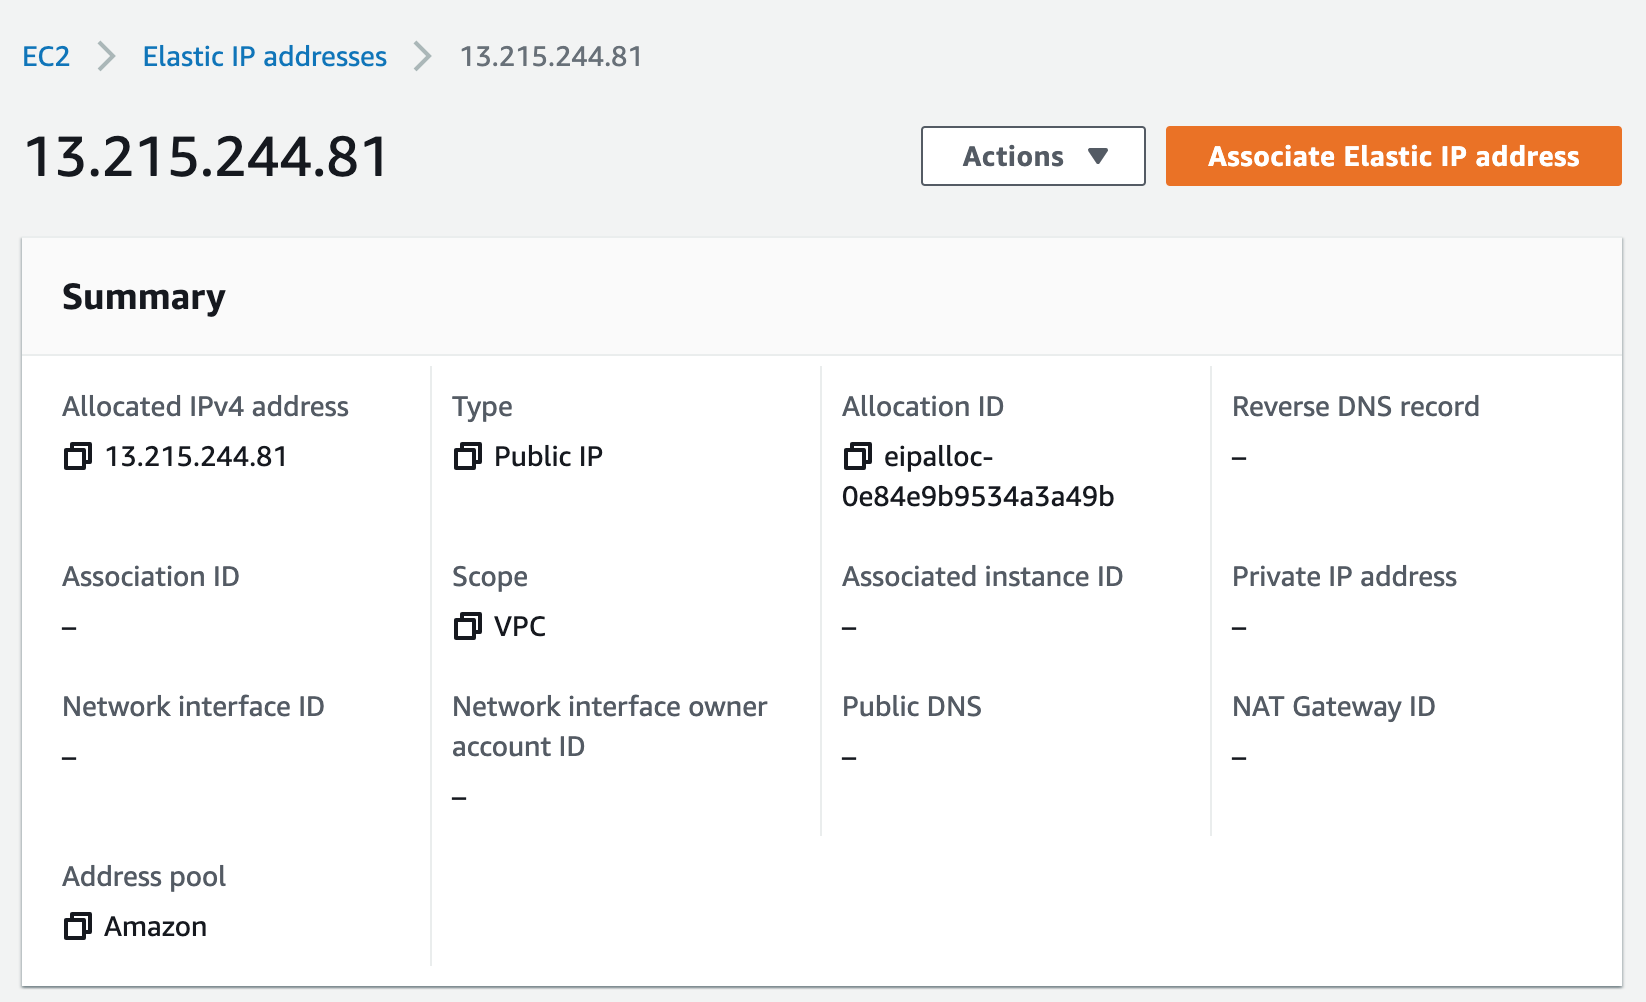 EC2 > Elastic IP addresses > 13.215.244.81
13.215.244.81
Actions ▼
Associate Elastic IP address
Summary
Allocated IPv4 address
13.215.244.81
Type
Public IP
Allocation ID
eipalloc-
0e84e9b9534a3a49b
Reverse DNS record
–
Association ID
–
Scope
VPC
Associated instance ID
–
Private IP address
–
Network interface ID
–
Network interface owner
account ID
–
Public DNS
–
NAT Gateway ID
–
Address pool
Amazon